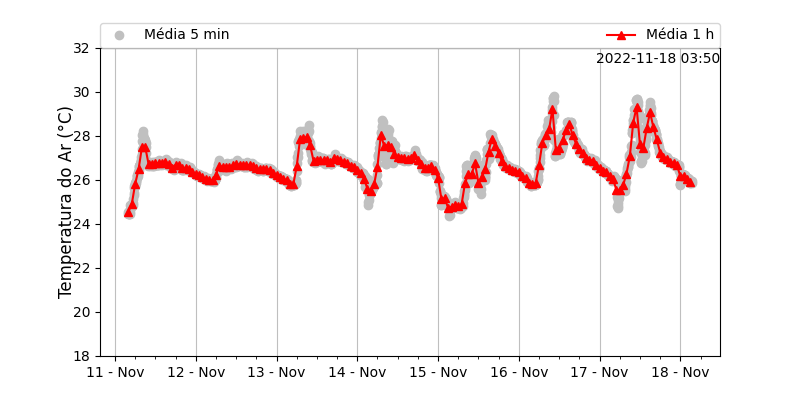 Média 5 min
Média 1 h
2022-11-18 03:50
Temperatura do Ar (°C)
32
30
28
26
24
22
20
18
11 - Nov
12 - Nov
13 - Nov
14 - Nov
15 - Nov
16 - Nov
17 - Nov
18 - Nov